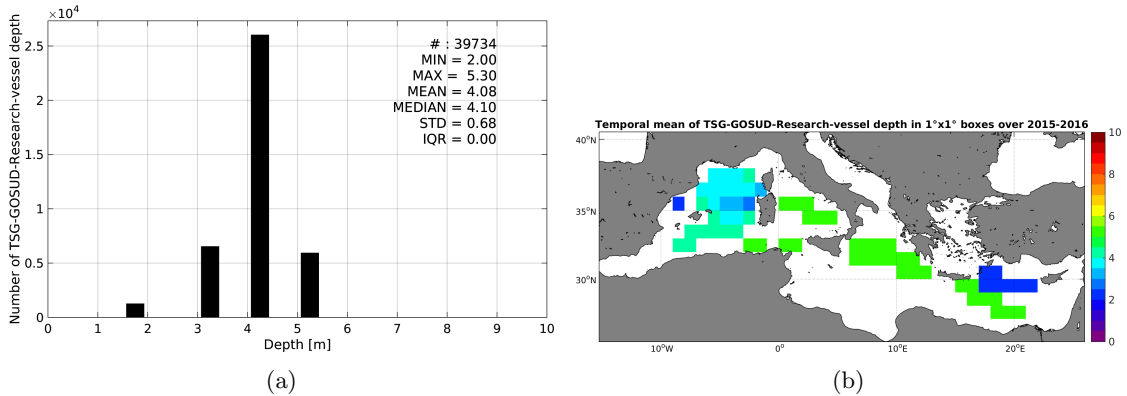 ×10⁴
Number of TSG-GOSUD-Research-vessel depth
2.5
2
1.5
1
0.5
0
# : 39734
MIN = 2.00
MAX = 5.30
MEAN = 4.08
MEDIAN = 4.10
STD = 0.68
IQR = 0.00
0 1 2 3 4 5 6 7 8 9 10
Depth [m]
(a)
Temporal mean of TSG-GOSUD-Research-vessel depth in 1°x1° boxes over 2015-2016
40°N
35°N
30°N
10°W 0° 10°E 20°E
10
8
6
4
2
0
(b)